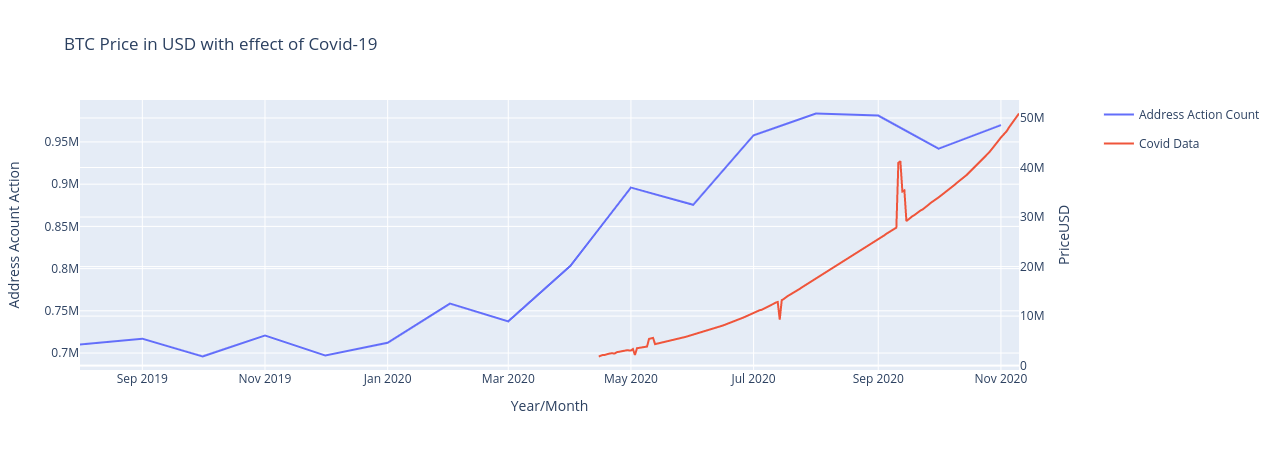 BTC Price in USD with effect of Covid-19
Address Action Count
Covid Data
0.95M
0.9M
0.85M
0.8M
0.75M
0.7M
Address Acount Action
50M
40M
30M
20M
10M
0
PriceUSD
Sep 2019
Nov 2019
Jan 2020
Mar 2020
May 2020
Jul 2020
Sep 2020
Nov 2020
Year/Month